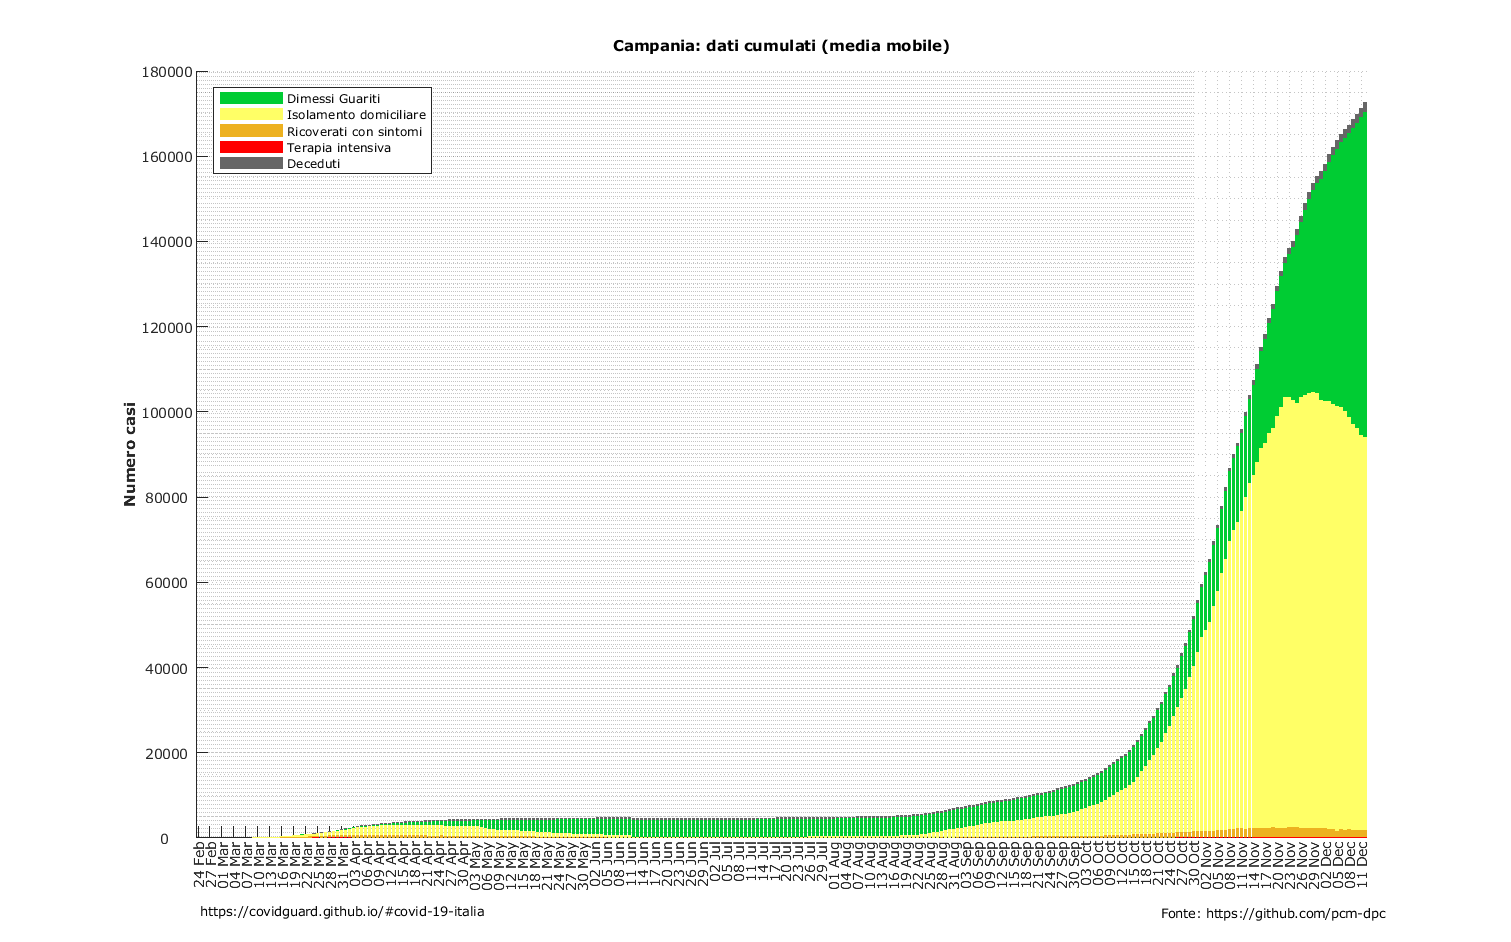 Campania: dati cumulati (media mobile)
180000
160000
140000
120000
100000
80000
60000
40000
20000
0
Numero casi
Dimessi Guariti
Isolamento domiciliare
Ricoverati con sintomi
Terapia intensiva
Deceduti
24 Feb
27 Feb
01 Mar
04 Mar
07 Mar
10 Mar
13 Mar
16 Mar
19 Mar
22 Mar
25 Mar
28 Mar
31 Mar
03 Apr
06 Apr
09 Apr
12 Apr
15 Apr
18 Apr
21 Apr
24 Apr
27 Apr
30 Apr
03 May
06 May
09 May
12 May
15 May
18 May
21 May
24 May
27 May
30 May
02 Jun
05 Jun
08 Jun
11 Jun
14 Jun
17 Jun
20 Jun
23 Jun
26 Jun
29 Jun
02 Jul
05 Jul
08 Jul
11 Jul
14 Jul
17 Jul
20 Jul
23 Jul
26 Jul
29 Jul
01 Aug
04 Aug
07 Aug
10 Aug
13 Aug
16 Aug
19 Aug
22 Aug
25 Aug
28 Aug
31 Aug
03 Sep
06 Sep
09 Sep
12 Sep
15 Sep
18 Sep
21 Sep
24 Sep
27 Sep
30 Sep
03 Oct
06 Oct
09 Oct
12 Oct
15 Oct
18 Oct
21 Oct
24 Oct
27 Oct
30 Oct
02 Nov
05 Nov
08 Nov
11 Nov
14 Nov
17 Nov
20 Nov
23 Nov
26 Nov
29 Nov
02 Dec
05 Dec
08 Dec
11 Dec
https://covidguard.github.io/#covid-19-italia
Fonte: https://github.com/pcm-dpc